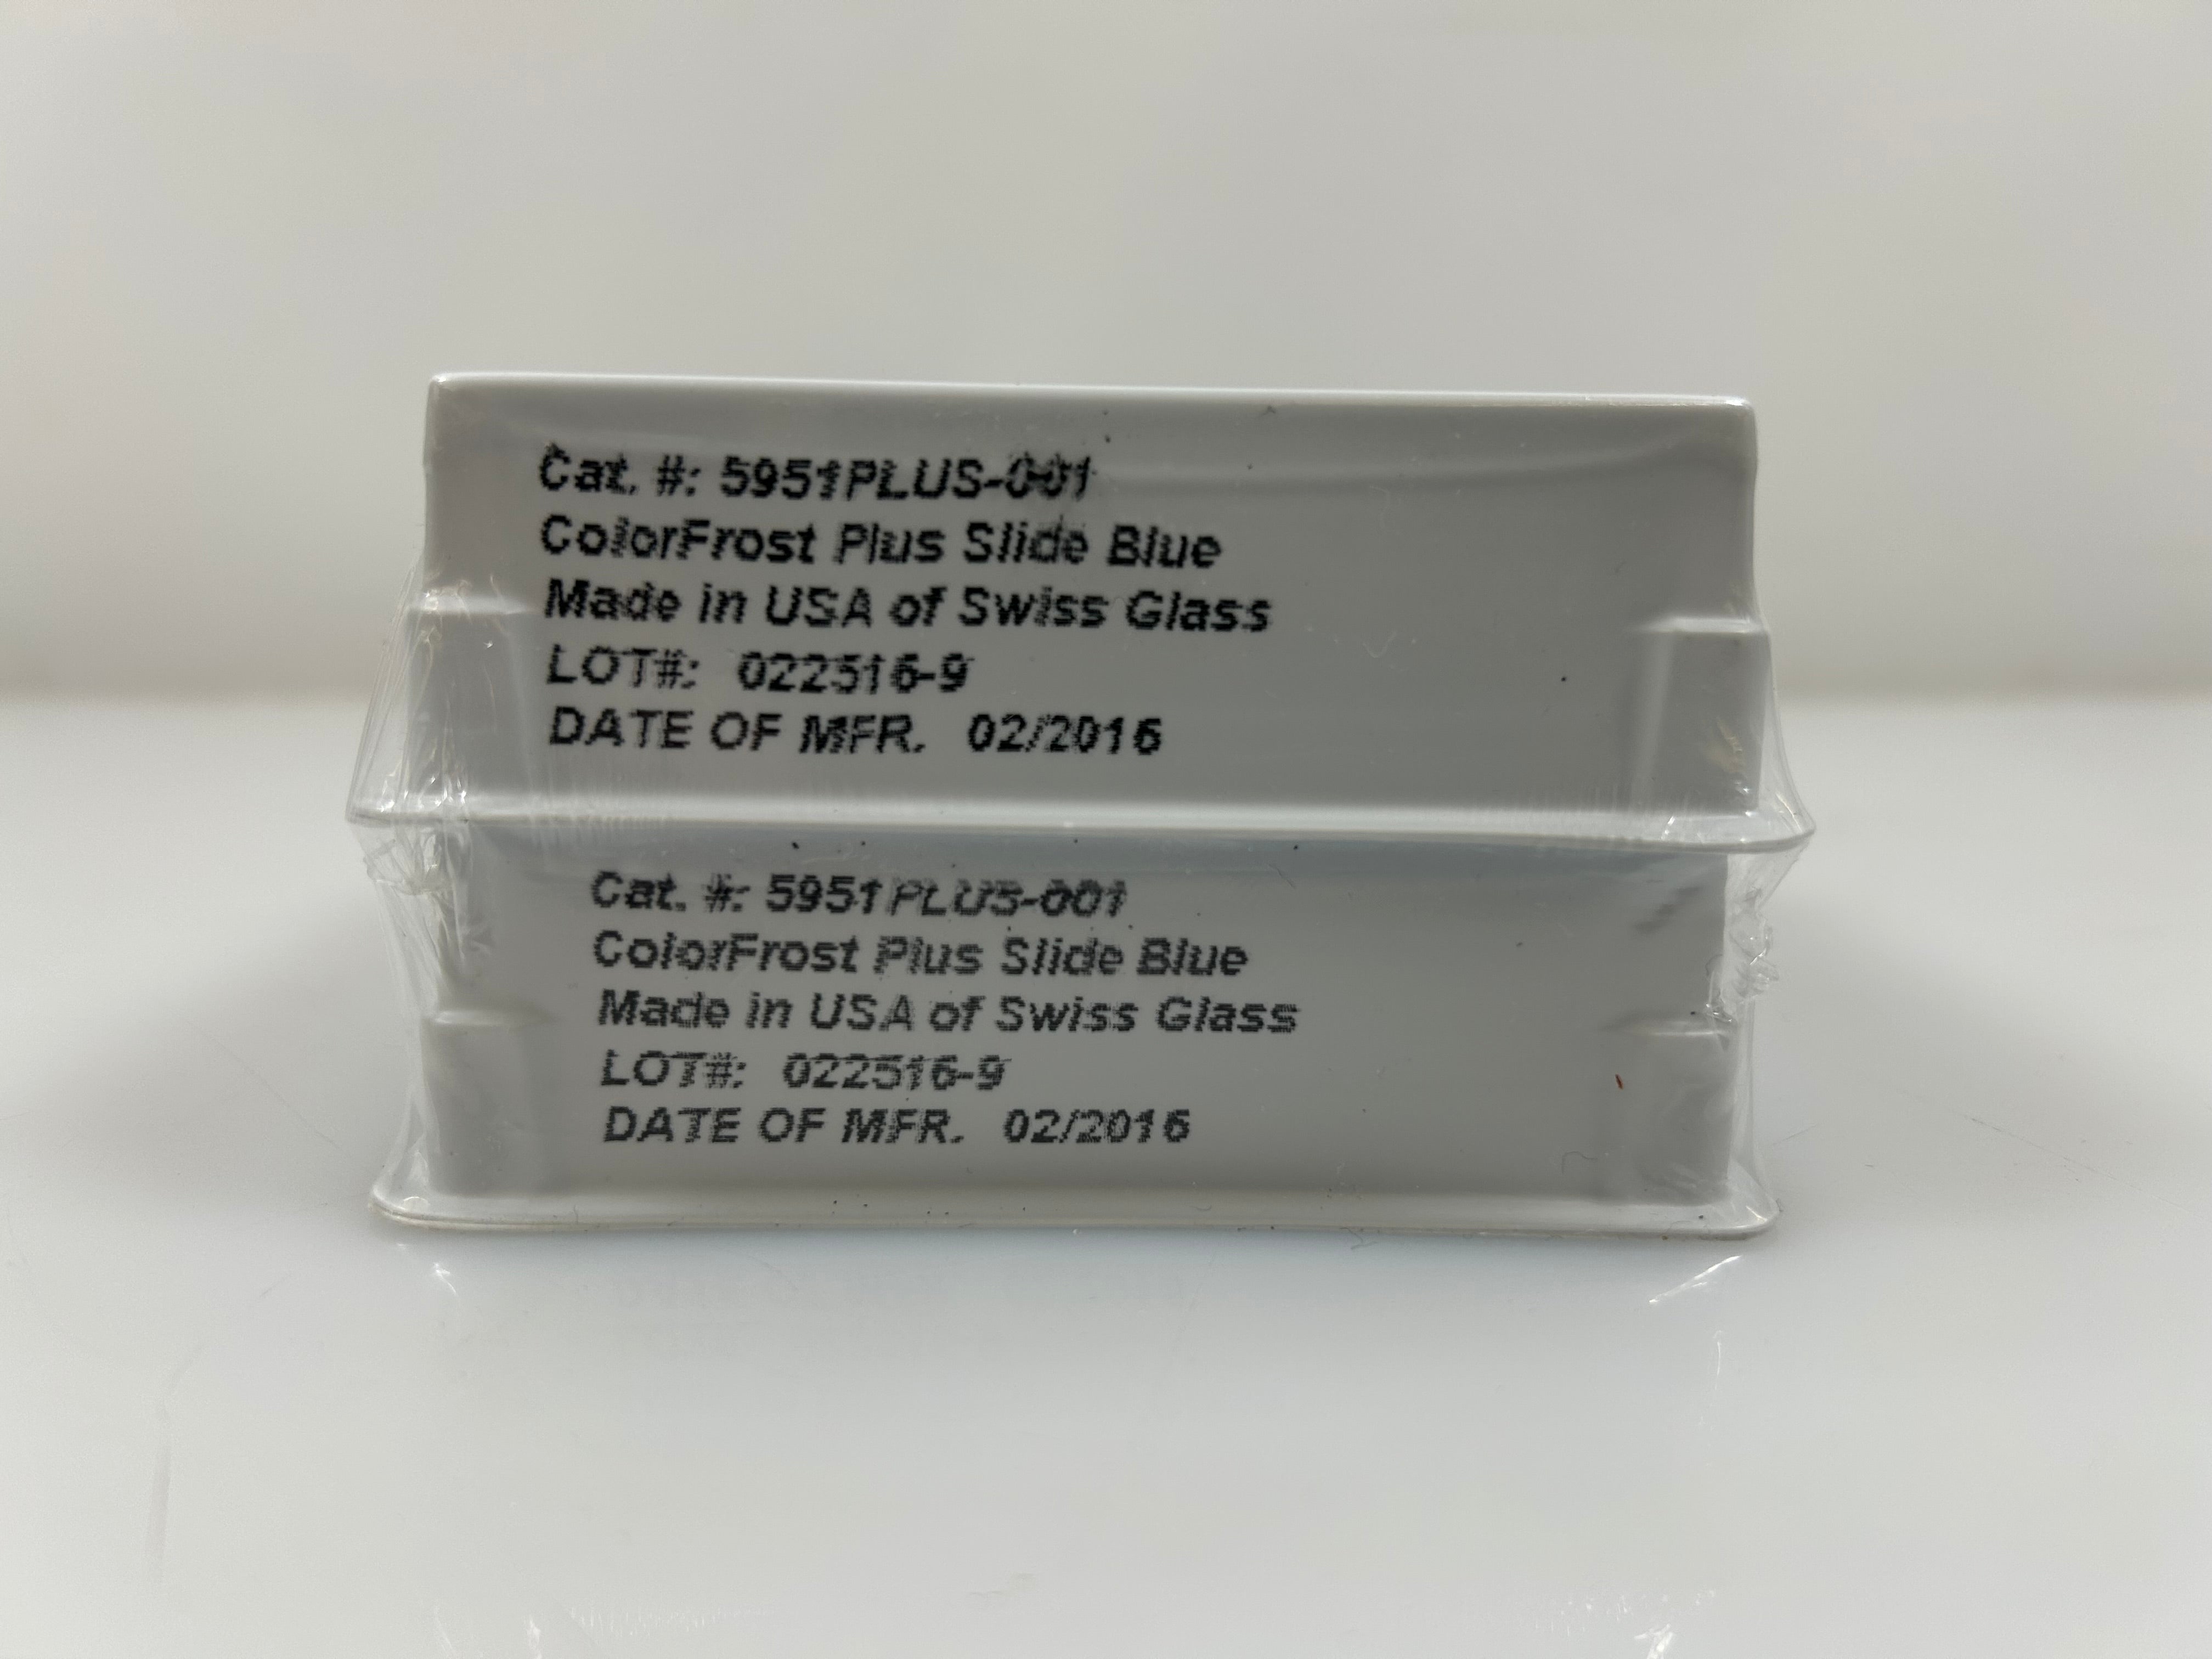 Cat. #: 5951PLUS-001
ColorFrost Plus Slide Blue
Made in USA of Swiss Glass
LOT#: 022516-9
DATE OF MFR. 02/2016
Cat. #: 5951PLUS-001
ColorFrost Plus Slide Blue
Made in USA of Swiss Glass
LOT#: 022516-9
DATE OF MFR. 02/2016